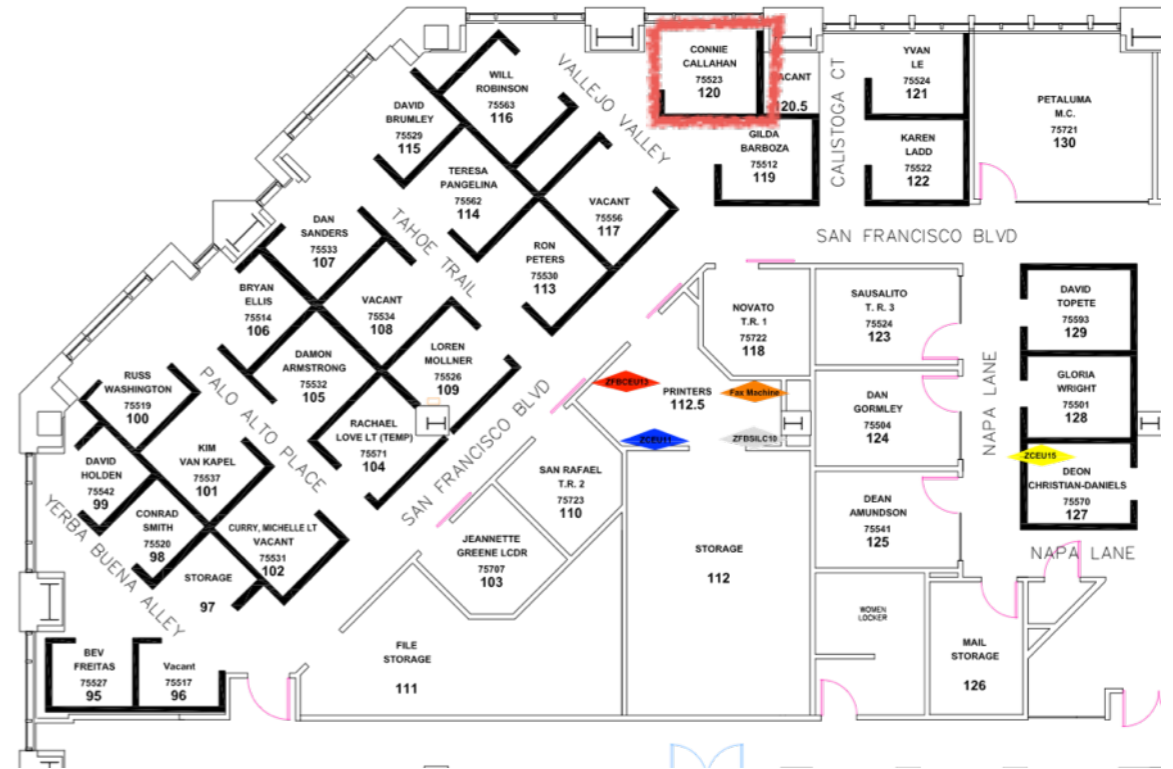 CONNIE
CALLAHAN
75523
120
ACANT
120.5
YVAN
LE
75524
121
PETALUMA
M.C.
75721
130
WILL
ROBINSON
75563
116
VALLEJO VALLEY
CALISTOGA CT
DAVID
BRUMLEY
75529
115
GILDA
BARBOZA
75512
119
KAREN
LADD
75522
122
TERESA
PANGELINA
75562
114
VACANT
75556
117
DAN
SANDERS
75533
107
TAHOE TRAIL
RON
PETERS
75530
113
SAN FRANCISCO BLVD
BRYAN
ELLIS
75514
106
VACANT
75534
108
NOVATO
T.R. 1
75722
118
SAUSALITO
T. R. 3
75524
123
DAVID
TOPETE
75593
129
DAMON
ARMSTRONG
75532
105
LOREN
MOLLNER
75526
109
RUSS
WASHINGTON
75519
100
PALO ALTO PLACE
SAN FRANCISCO BLVD
ZFBCEU13
PRINTERS
112.5
Fax Machine
ZCEU11
ZFBSILC10
DAN
GORMLEY
75504
124
NAPA LANE
GLORIA
WRIGHT
75501
128
RACHAEL
LOVE LT (TEMP)
75571
104
KIM
VAN KAPEL
75537
101
DAVID
HOLDEN
75542
99
ZCEU15
DEON
CHRISTIAN-DANIELS
75570
127
SAN RAFAEL
T.R. 2
75723
110
DEAN
AMUNDSON
75541
125
CONRAD
SMITH
75520
98
CURRY, MICHELLE LT
VACANT
75531
102
YERBA BUENA ALLEY
JEANNETTE
GREENE LCDR
75707
103
STORAGE
112
NAPA LANE
STORAGE
97
WOMEN
LOCKER
MAIL
STORAGE
126
FILE
STORAGE
111
BEV
FREITAS
75527
95
Vacant
75517
96